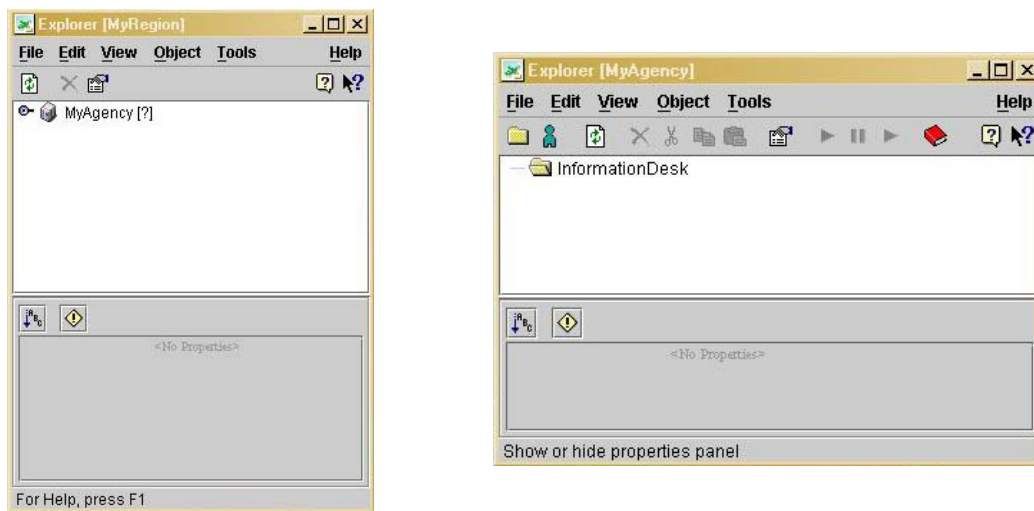 Explorer [MyRegion]
File Edit View Object Tools Help
MyAgency [?]
<No Properties>
For Help, press F1
Explorer [MyAgency]
File Edit View Object Tools Help
InformationDesk
<No Properties>
Show or hide properties panel